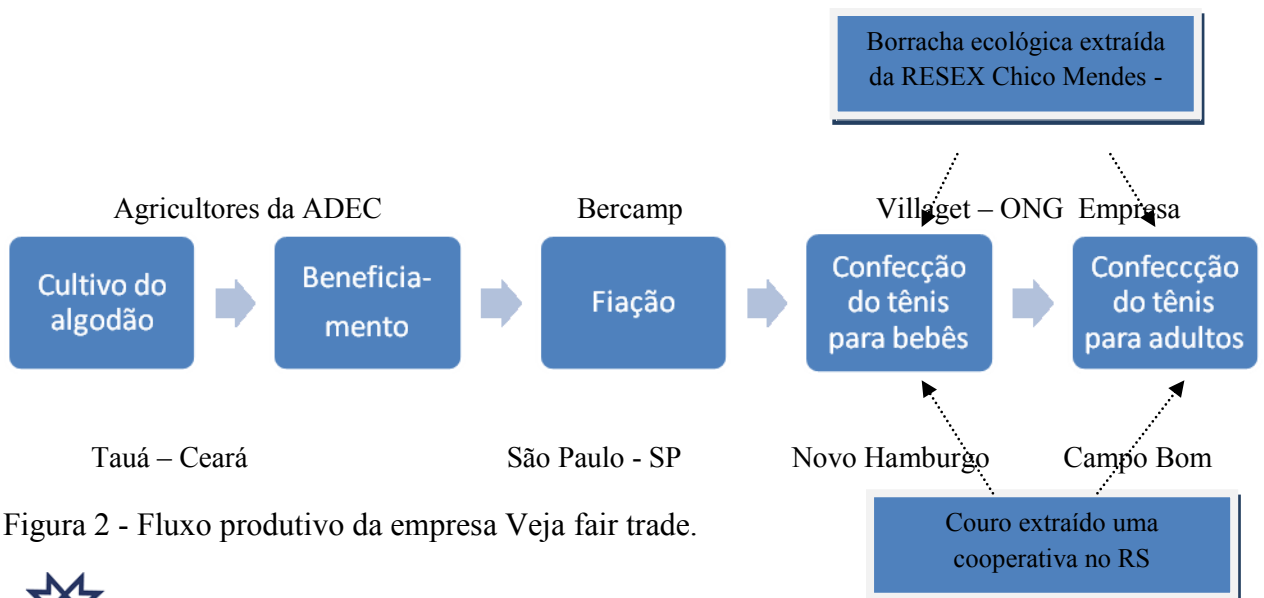 Borracha ecológica extraída
da RESEX Chico Mendes -
Agricultores da ADEC
Bercamp
Villaget – ONG Empresa
Cultivo do
algodão
Beneficia-
mento
Fiação
Confecção
do tênis
para bebês
Confeccção
do tênis
para adultos
Tauá – Ceará
São Paulo - SP
Novo Hamburgo
Campo Bom
Figura 2 - Fluxo produtivo da empresa Veja fair trade.
Couro extraído uma
cooperativa no RS